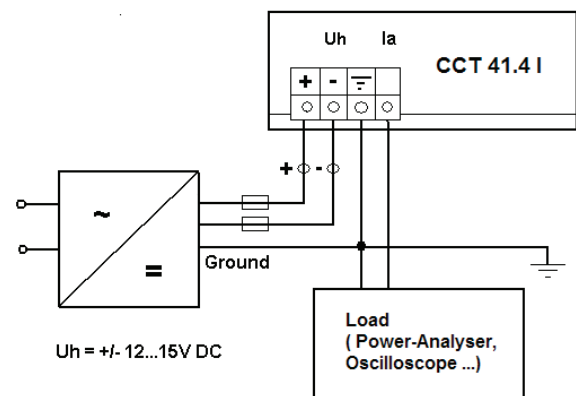 Uh Ia
CCT 41.4 I
+ -
+ -
~
=
Ground
Load
( Power-Analyser,
Oscilloscope ...)
Uh = +/- 12...15V DC